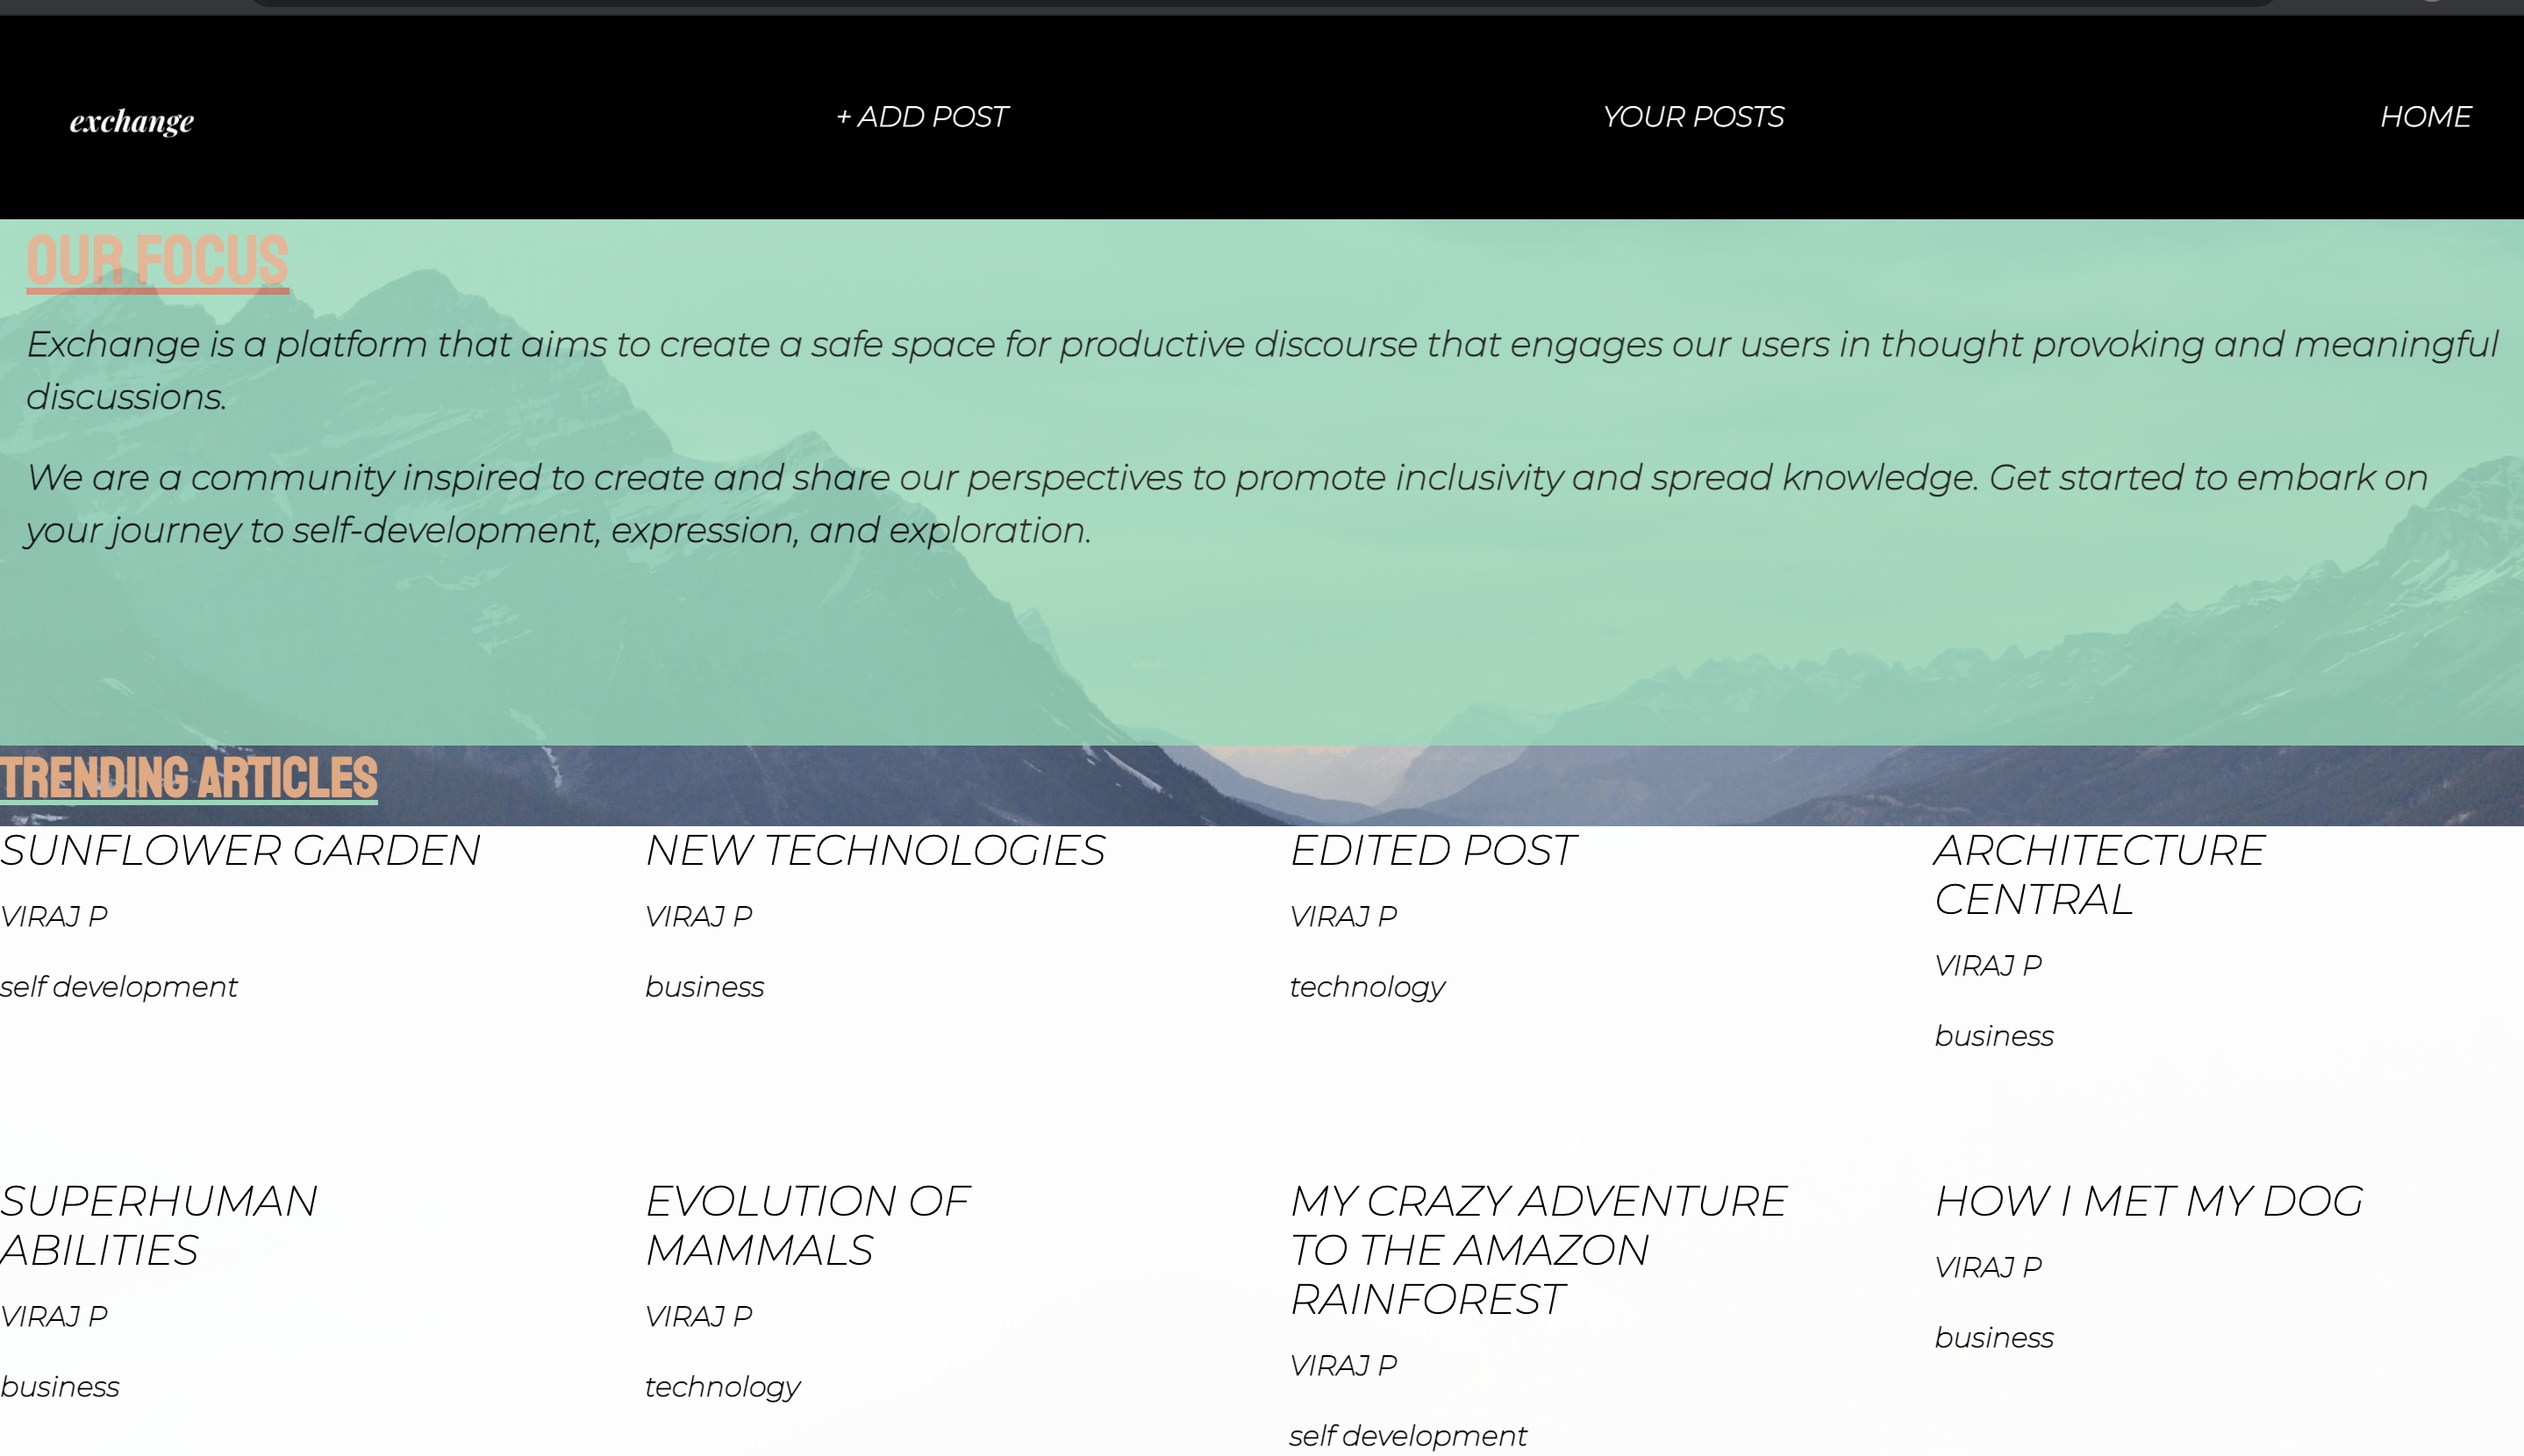 exchange
+ ADD POST
YOUR POSTS
HOME
OUR FOCUS
Exchange is a platform that aims to create a safe space for productive discourse that engages our users in thought provoking and meaningful
discussions.
We are a community inspired to create and share our perspectives to promote inclusivity and spread knowledge. Get started to embark on
your journey to self-development, expression, and exploration.
TRENDING ARTICLES
SUNFLOWER GARDEN
VIRAJ P
self development
NEW TECHNOLOGIES
VIRAJ P
business
EDITED POST
VIRAJ P
technology
ARCHITECTURE
CENTRAL
VIRAJ P
business
SUPERHUMAN
ABILITIES
VIRAJ P
business
EVOLUTION OF
MAMMALS
VIRAJ P
technology
MY CRAZY ADVENTURE
TO THE AMAZON
RAINFOREST
VIRAJ P
self development
HOW I MET MY DOG
VIRAJ P
business